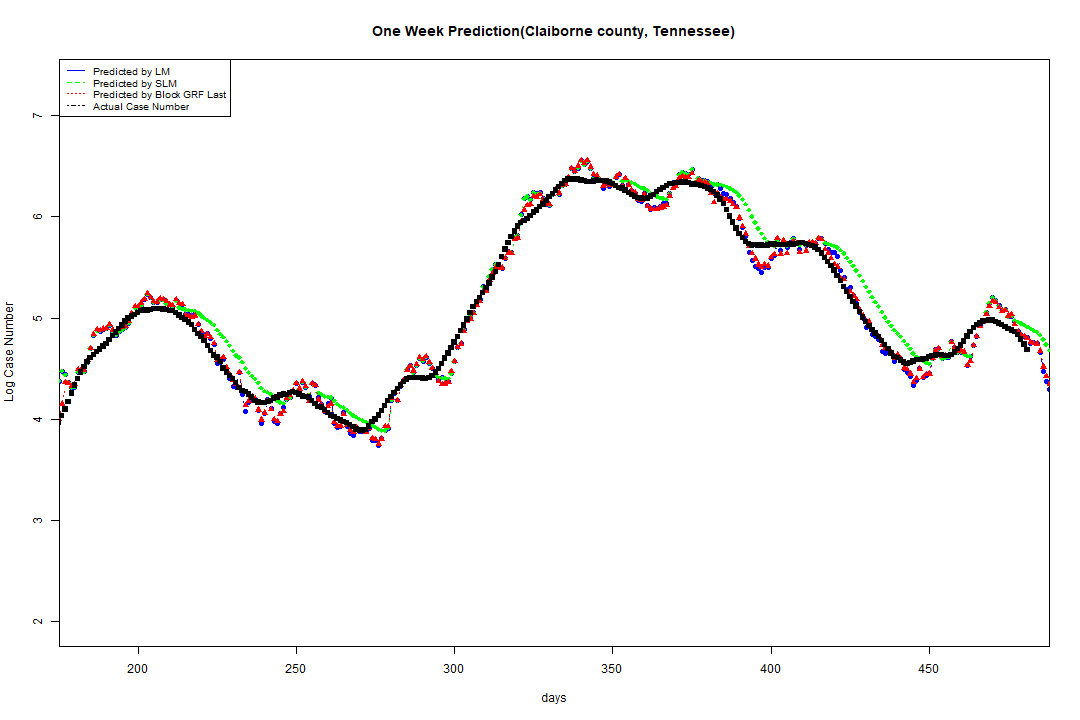 One Week Prediction(Claiborne county, Tennessee)
Predicted by LM
Predicted by SLM
Predicted by Block GRF Last
Actual Case Number
Log Case Number
7
6
5
4
3
2
200 250 300 350 400 450
days